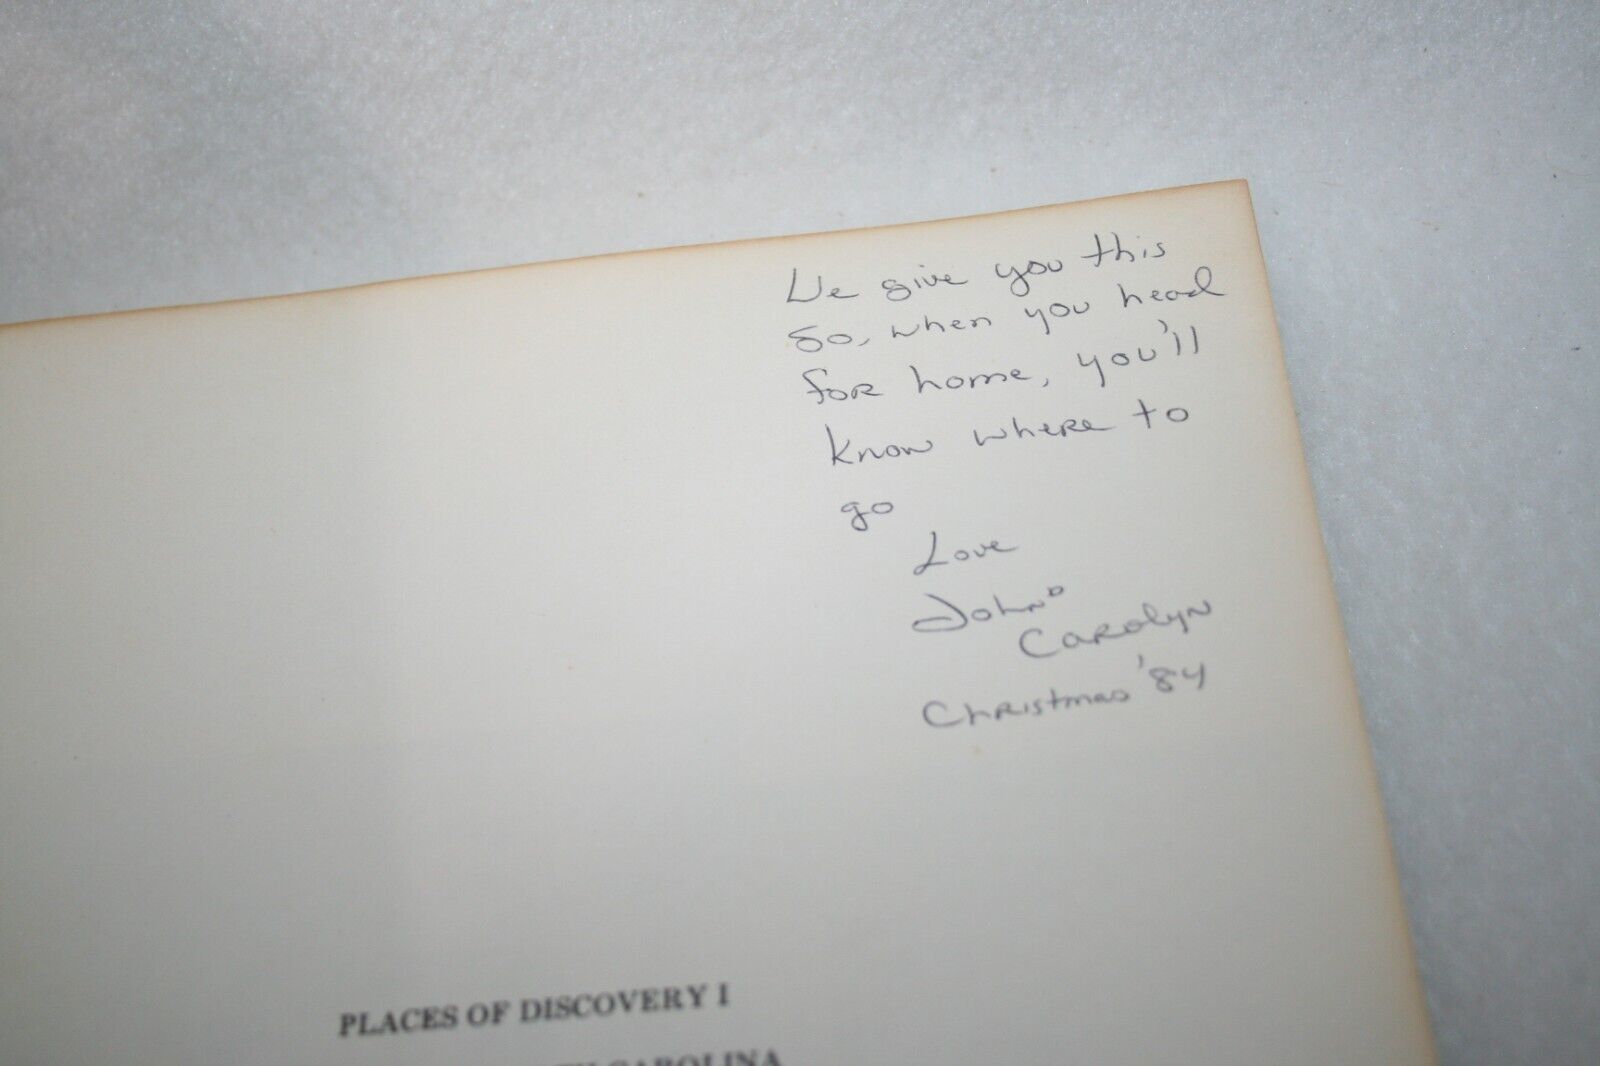 We give you this
so, when you head
for home, you'll
know where to
go
Love
John &
Carolyn
Christmas '84
PLACES OF DISCOVERY I
CAROLINA